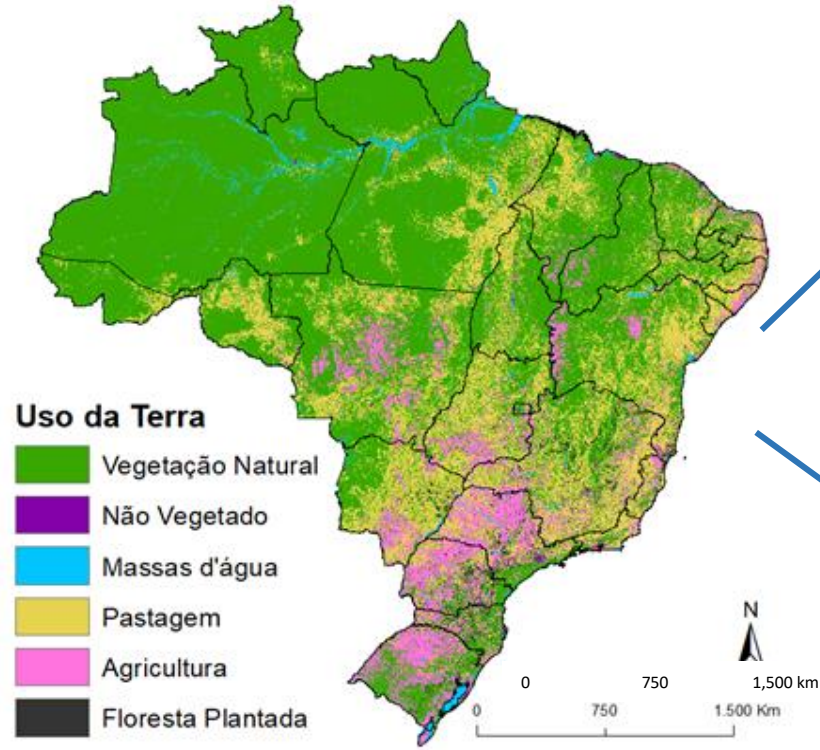 Uso da Terra
Vegetação Natural
Não Vegetado
Massas d'água
Pastagem
Agricultura
Floresta Plantada
N
0 750 1,500 km
0 750 1.500 Km